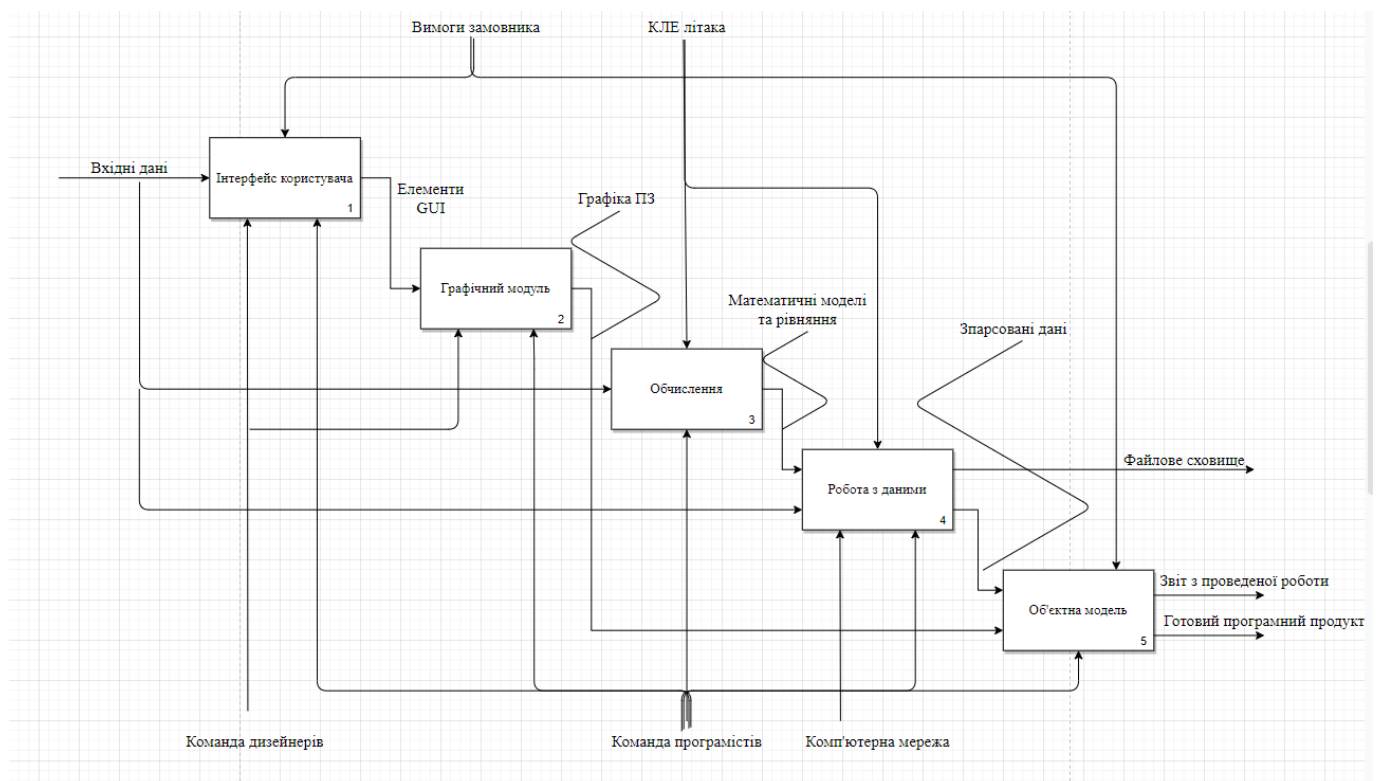 Вимоги замовника
КЛЕ літака
Вхідні дані
Інтерфейс користувача
1
Елементи
GUI
Графіка ПЗ
Графічний модуль
2
Математичні моделі
та рівняння
Зпарсовані дані
Обчислення
3
Файлове сховище
Робота з даними
4
Звіт з проведеної роботи
Об'єктна модель
Готовий програмний продукт
5
Команда дизейнерів
Команда програмістів
Комп'ютерна мережа